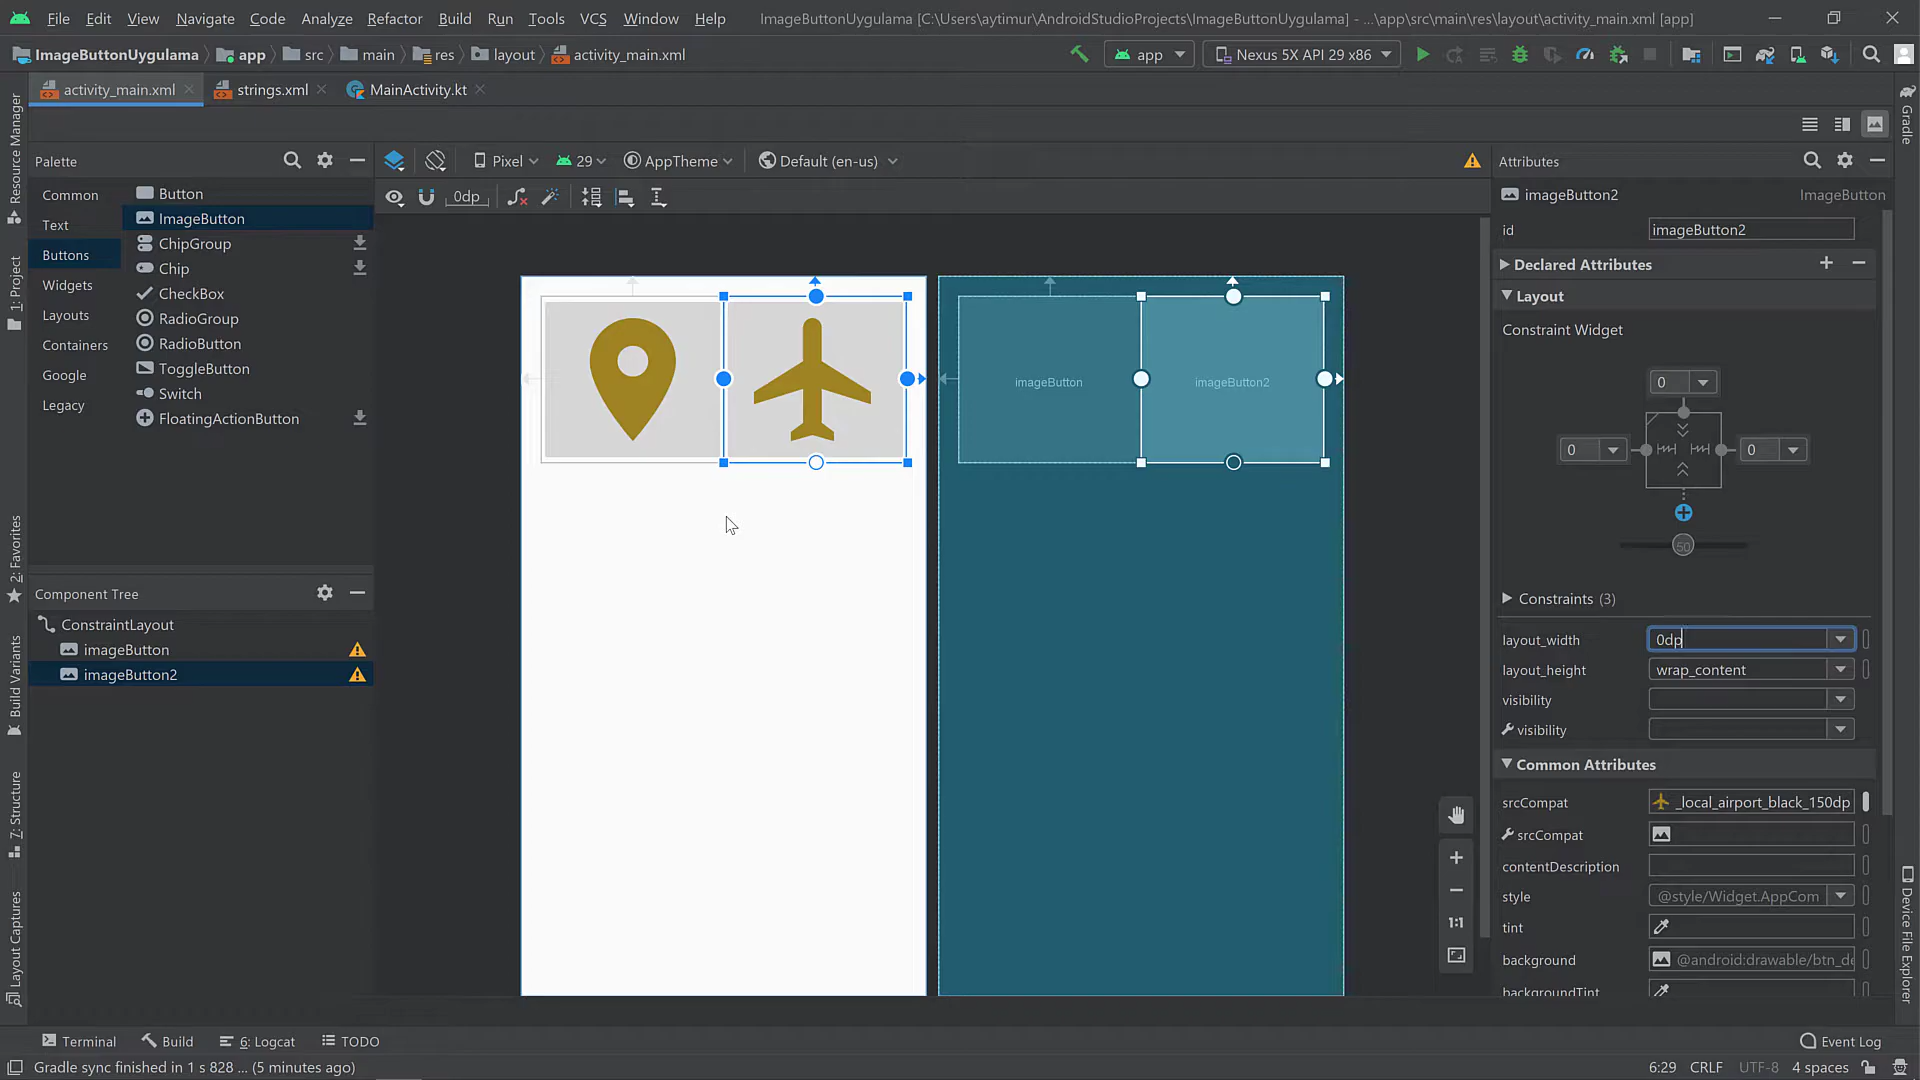 File Edit View Navigate Code Analyze Refactor Build Run Tools VCS Window Help ImageButtonUygulama [C:\Users\aytimur\AndroidStudioProjects\ImageButtonUygulama] - ...\app\src\main\res\layout\activity_main.xml [app]
ImageButtonUygulama app src main res layout activity_main.xml app Nexus 5X API 29 x86
activity_main.xml strings.xml MainActivity.kt
Palette Pixel 29 AppTheme Default (en-us) Attributes
0dp
Common
Text
Buttons
Widgets
Layouts
Containers
Google
Legacy
Button
ImageButton
ChipGroup
Chip
CheckBox
RadioGroup
RadioButton
ToggleButton
Switch
FloatingActionButton
Component Tree
ConstraintLayout
imageButton
imageButton2
imageButton
imageButton2
1:1
imageButton2 ImageButton
id imageButton2
Declared Attributes
Layout
Constraint Widget
0
0 0
50
Constraints (3)
layout_width 0dp
layout_height wrap_content
visibility
visibility
Common Attributes
srcCompat _local_airport_black_150dp
srcCompat
contentDescription
style @style/Widget.AppCom
tint
background @android:drawable/btn_de
backgroundTint
Resource Manager
1: Project
2: Favorites
Build Variants
7: Structure
Layout Captures
Gradle
Device File Explorer
Terminal Build 6: Logcat TODO Event Log
Gradle sync finished in 1 s 828 ... (5 minutes ago) 6:29 CRLF UTF-8 4 spaces